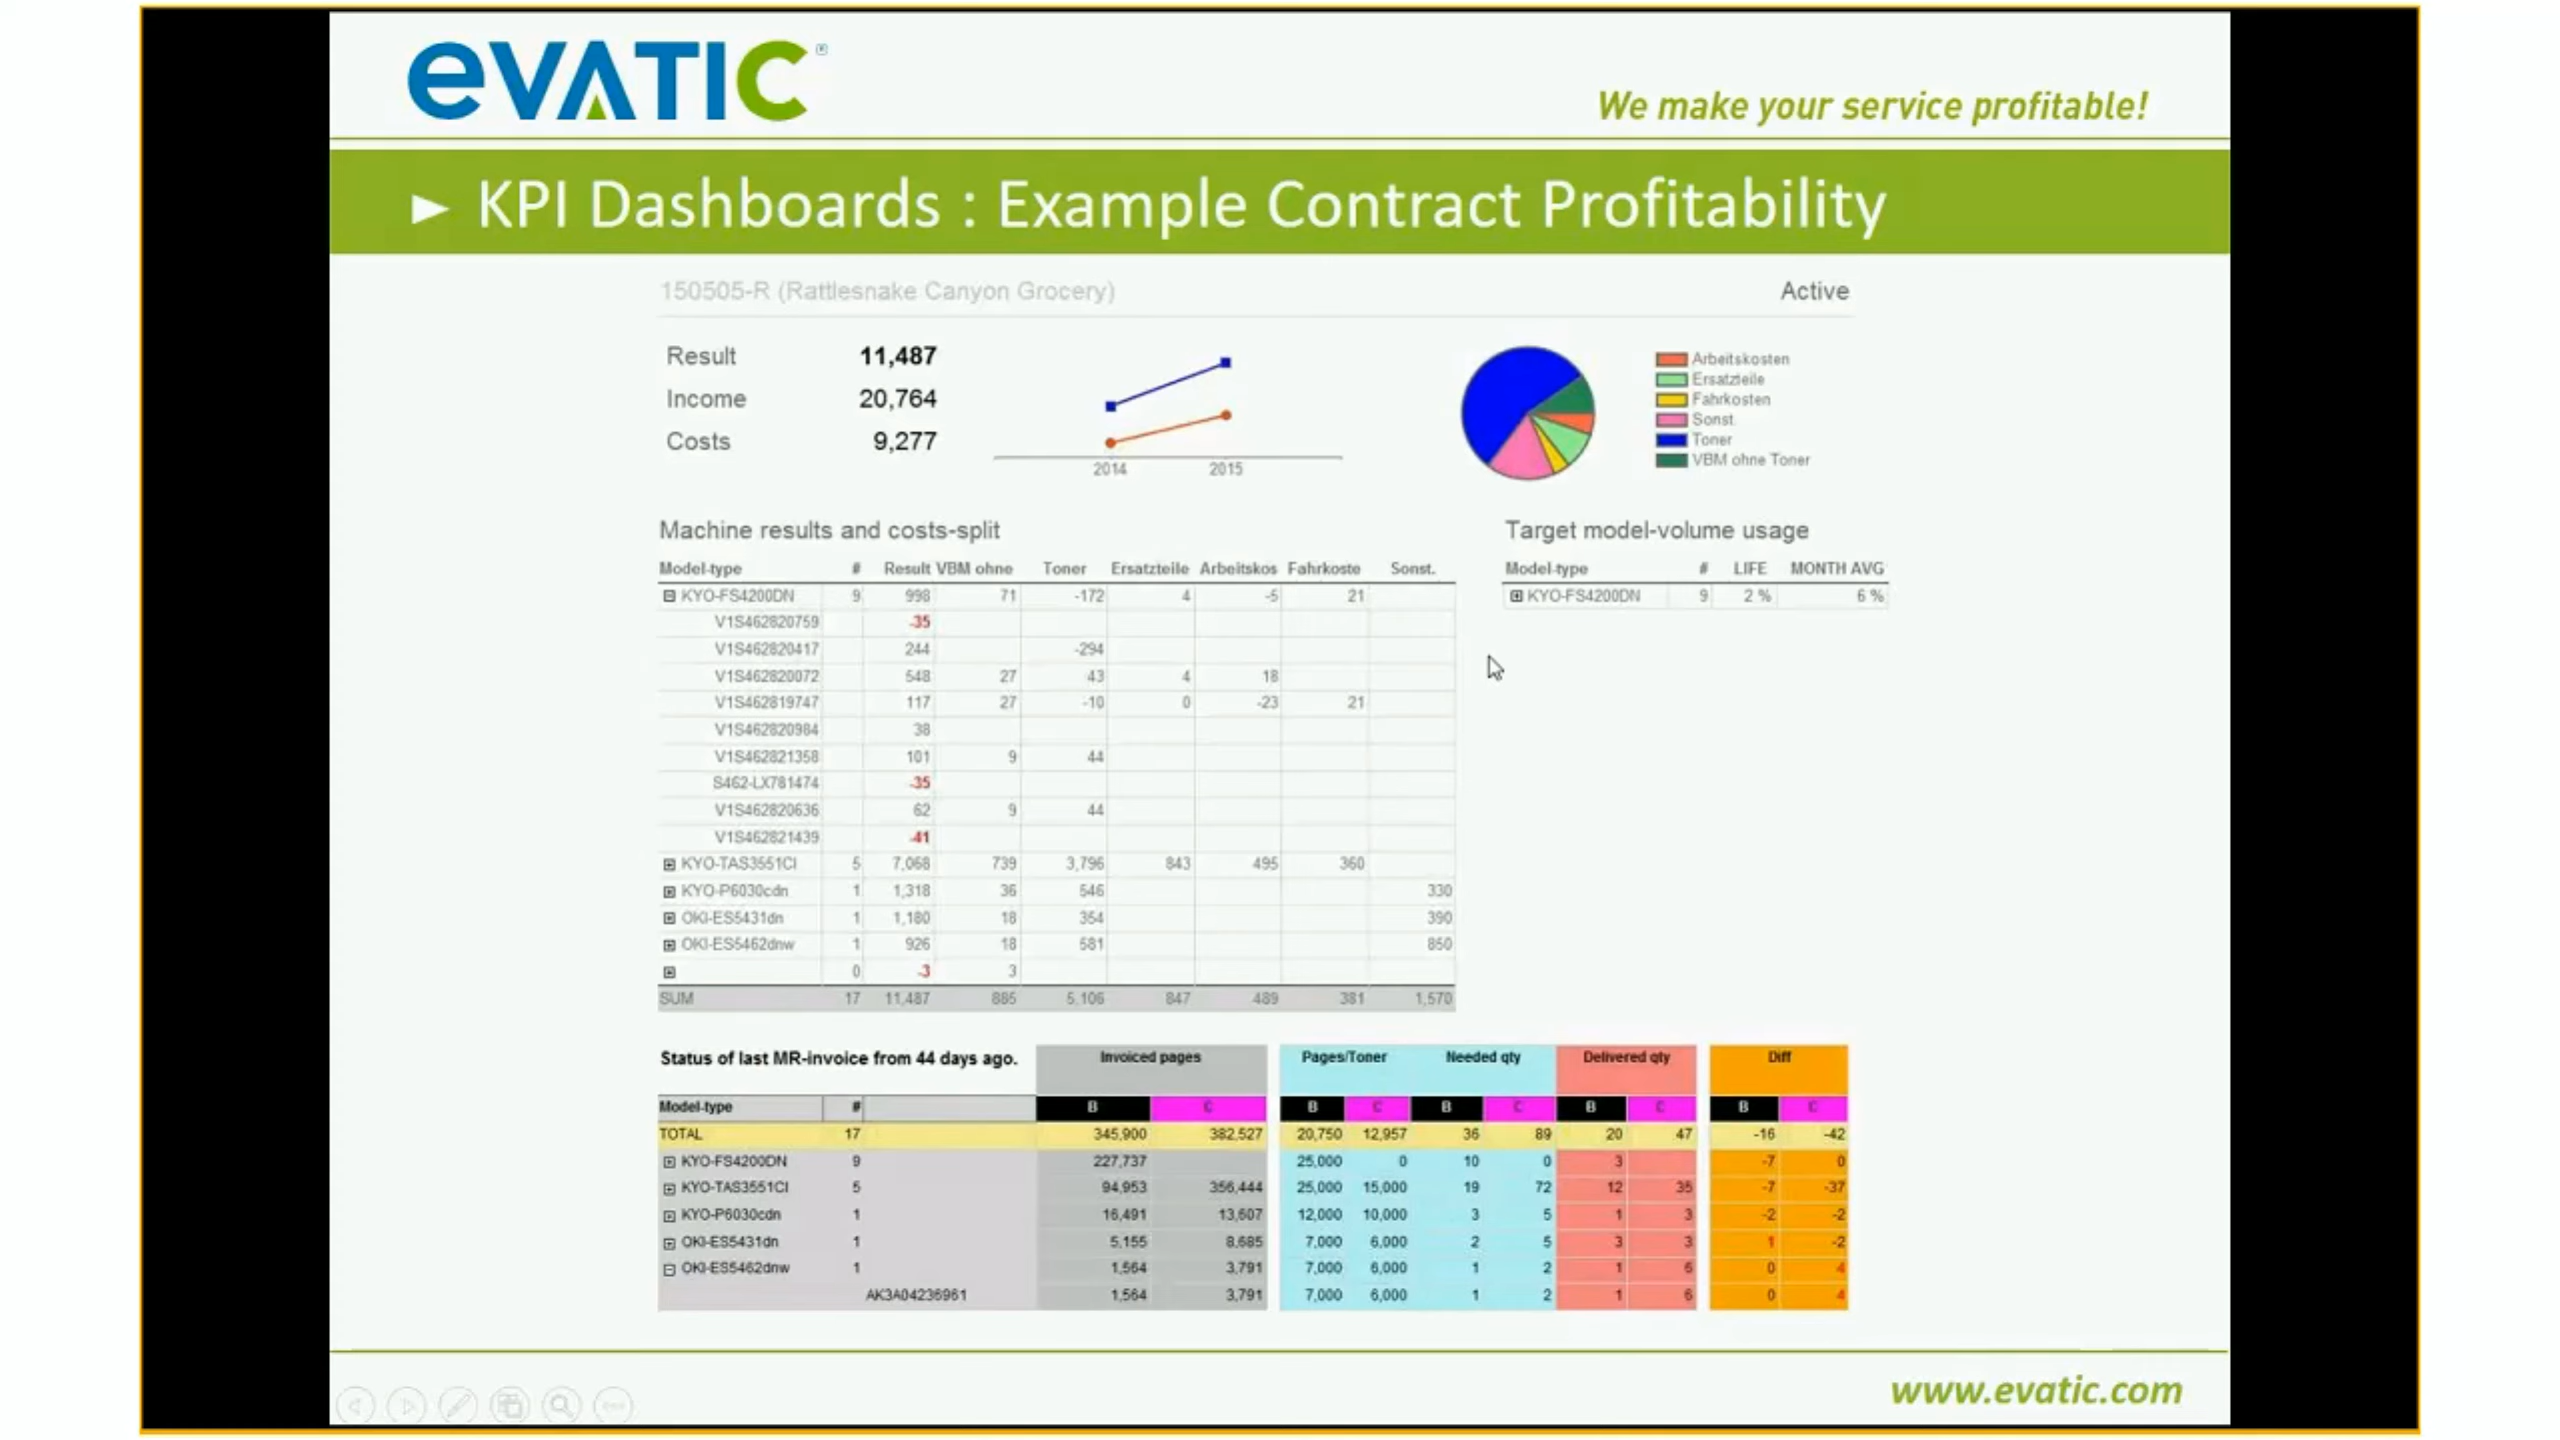 eVATIC®
We make your service profitable!
► KPI Dashboards : Example Contract Profitability
150505-R (Rattlesnake Canyon Grocery) Active
Result 11,487
Income 20,764
Costs 9,277
2014 2015
Arbeitskosten
Ersatzteile
Fahrkosten
Sonst
Toner
VBM ohne Toner
Machine results and costs-split
Model-type # Result VBM ohne Toner Ersatzteile Arbeitskos Fahrkoste Sonst.
KYO-FS4200DN 9 998 71 -172 4 -5 21
V1S462820759 -35
V1S462820417 244 -294
V1S462820072 548 27 43 4 18
V1S462819747 117 27 -10 0 -23 21
V1S462820984 38
V1S462821358 101 9 44
S462-LX781474 -35
V1S462820636 62 9 44
V1S462821439 -41
KYO-TAS3551CI 5 7,068 739 3,796 843 495 360
KYO-P6030cdn 1 1,318 36 546 330
OKI-ES5431dn 1 1,180 18 354 390
OKI-ES5462dnw 1 926 18 581 850
0 -3 3
SUM 17 11,487 885 5,106 847 489 381 1,570
Target model-volume usage
Model-type # LIFE MONTH AVG
KYO-FS4200DN 9 2 % 6 %
Status of last MR-invoice from 44 days ago. Invoiced pages Pages/Toner Needed qty Delivered qty Diff
Model-type # B C B C B C B C B C
TOTAL 17 345,900 382,527 20,750 12,957 36 89 20 47 -16 -42
KYO-FS4200DN 9 227,737 25,000 0 10 0 3 -7 0
KYO-TAS3551CI 5 94,953 356,444 25,000 15,000 19 72 12 35 -7 -37
KYO-P6030cdn 1 16,491 13,607 12,000 10,000 3 5 1 3 -2 -2
OKI-ES5431dn 1 5,155 8,685 7,000 6,000 2 5 3 3 1 -2
OKI-ES5462dnw 1 1,564 3,791 7,000 6,000 1 2 1 6 0 4
AK3A04236961 1,564 3,791 7,000 6,000 1 2 1 6 0 4
www.evatic.com